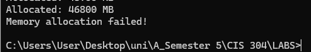 Allocated: 46800 MB
Memory allocation failed!
C:\Users\User\Desktop\uni\A_Semester 5\CIS 304\LABS>